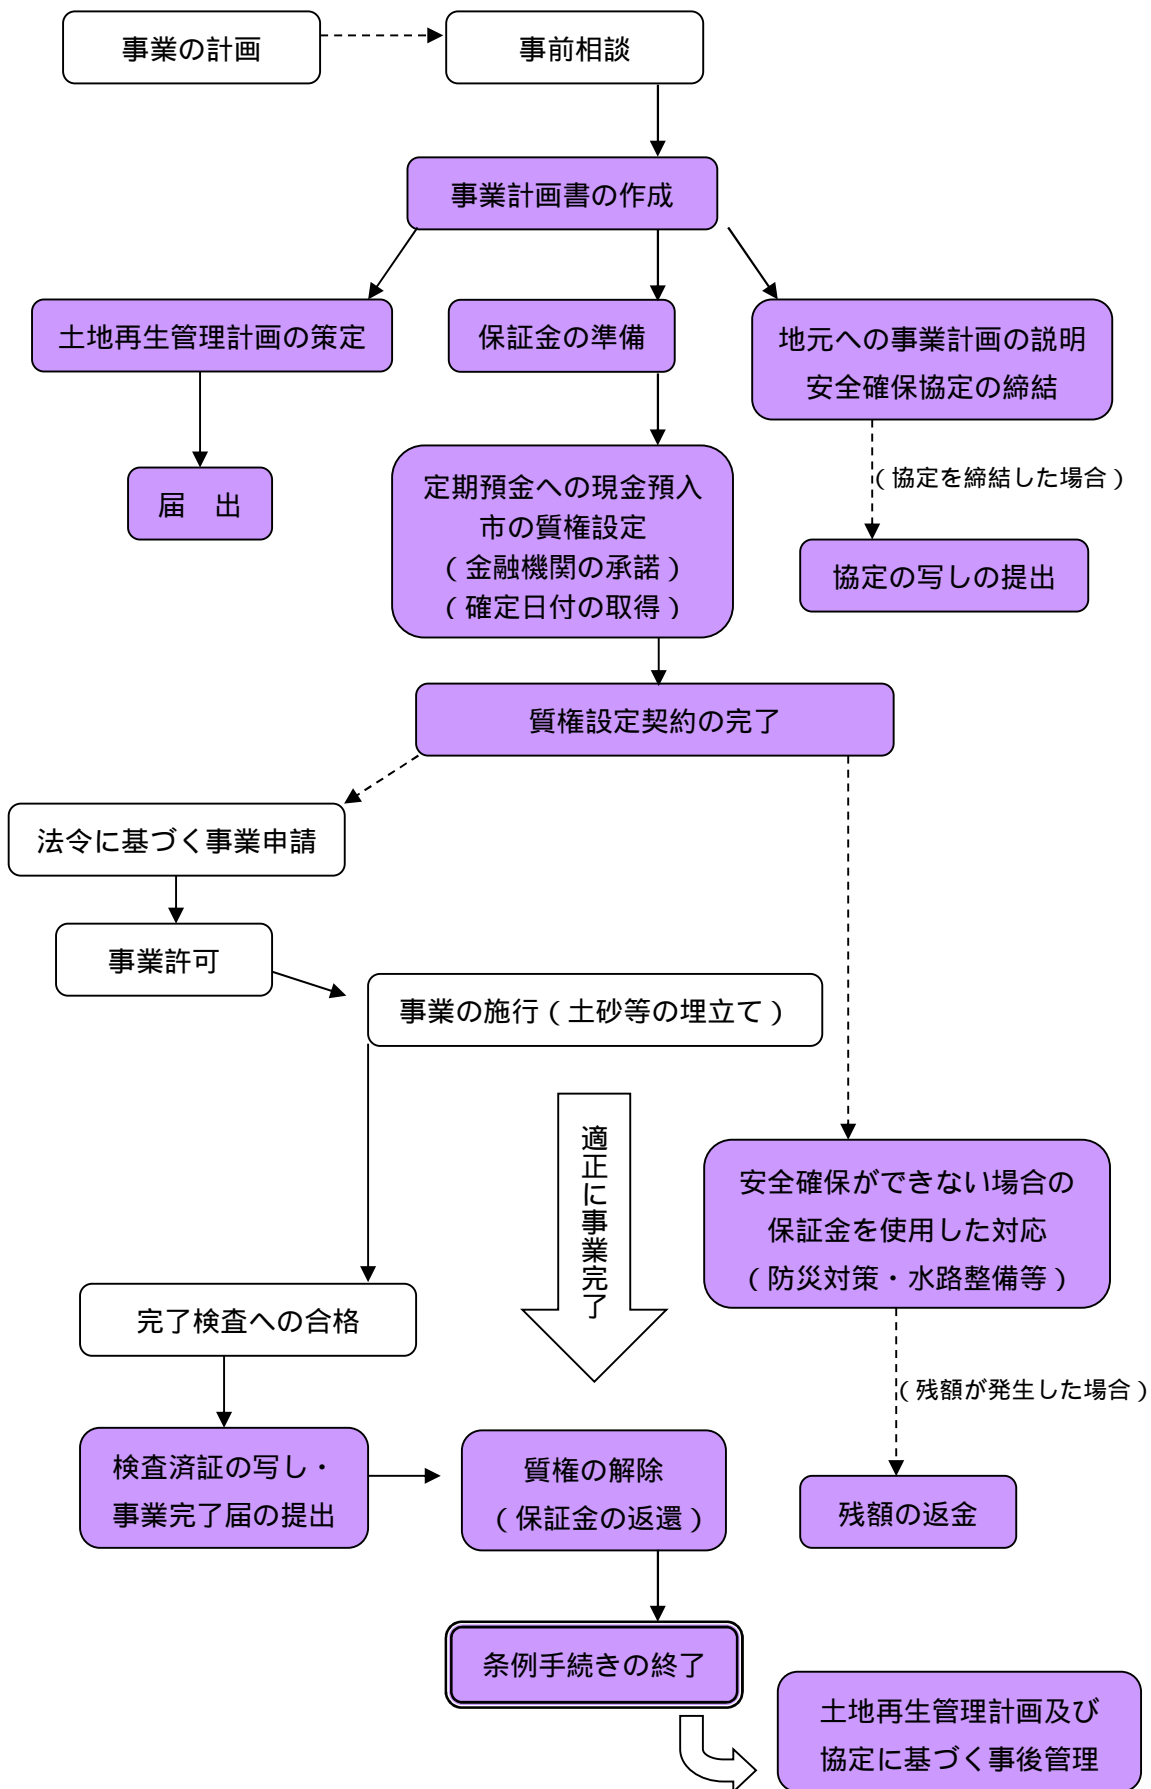 事業の計画
事前相談
事業計画書の作成
土地再生管理計画の策定
保証金の準備
地元への事業計画の説明
安全確保協定の締結
届　出
定期預金への現金預入
市の質権設定
（金融機関の承諾）
（確定日付の取得）
（協定を締結した場合）
協定の写しの提出
質権設定契約の完了
法令に基づく事業申請
事業許可
事業の施行（土砂等の埋立て）
適正に事業完了
安全確保ができない場合の
保証金を使用した対応
（防災対策・水路整備等）
完了検査への合格
（残額が発生した場合）
検査済証の写し・
事業完了届の提出
質権の解除
（保証金の返還）
残額の返金
条例手続きの終了
土地再生管理計画及び
協定に基づく事後管理